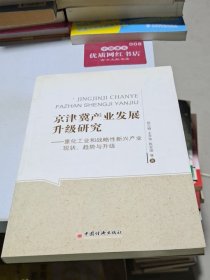 优质网红书店
JINGJINJI CHANYE
FAZHAN SHENGJI YANJIU
京津冀产业发展
升级研究
——重化工业和战略性新兴产业
现状、趋势与升级
中国经济出版社